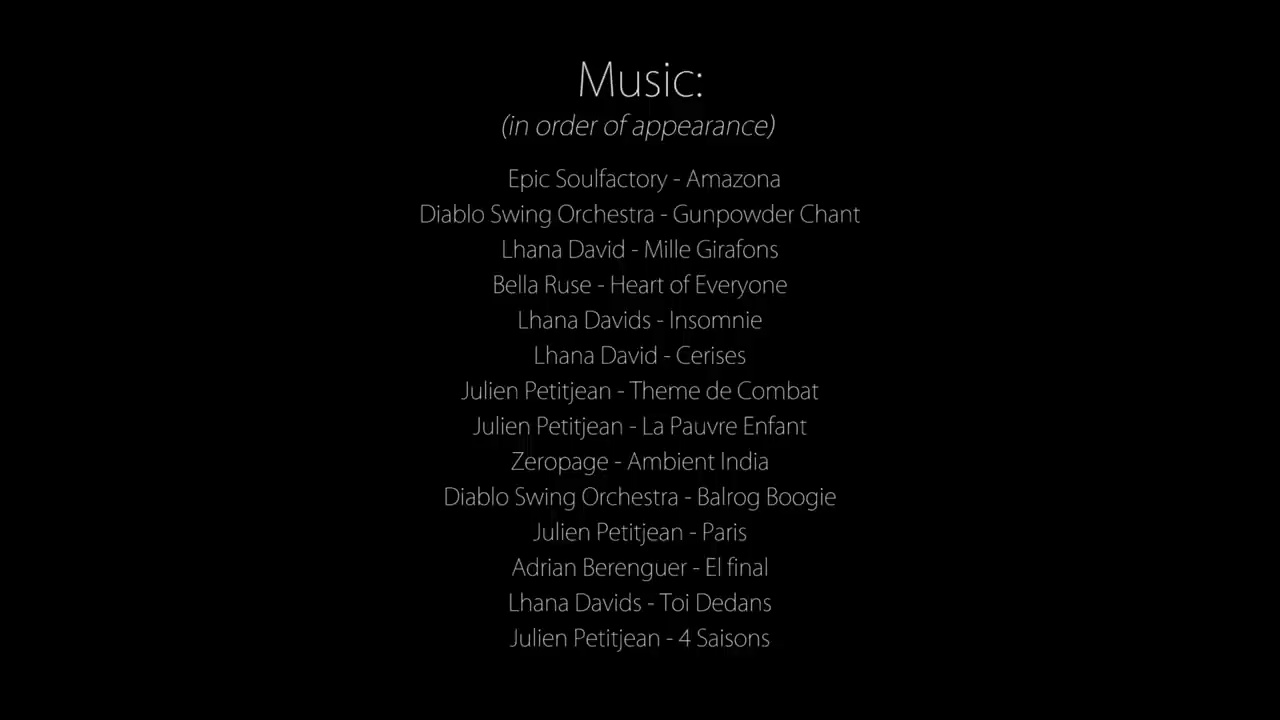 Music:
(in order of appearance)
Epic Soulfactory - Amazona
Diablo Swing Orchestra - Gunpowder Chant
Lhana David - Mille Girafons
Bella Ruse - Heart of Everyone
Lhana Davids - Insomnie
Lhana David - Cerises
Julien Petitjean - Theme de Combat
Julien Petitjean - La Pauvre Enfant
Zeropage - Ambient India
Diablo Swing Orchestra - Balrog Boogie
Julien Petitjean - Paris
Adrian Berenguer - El final
Lhana Davids - Toi Dedans
Julien Petitjean - 4 Saisons